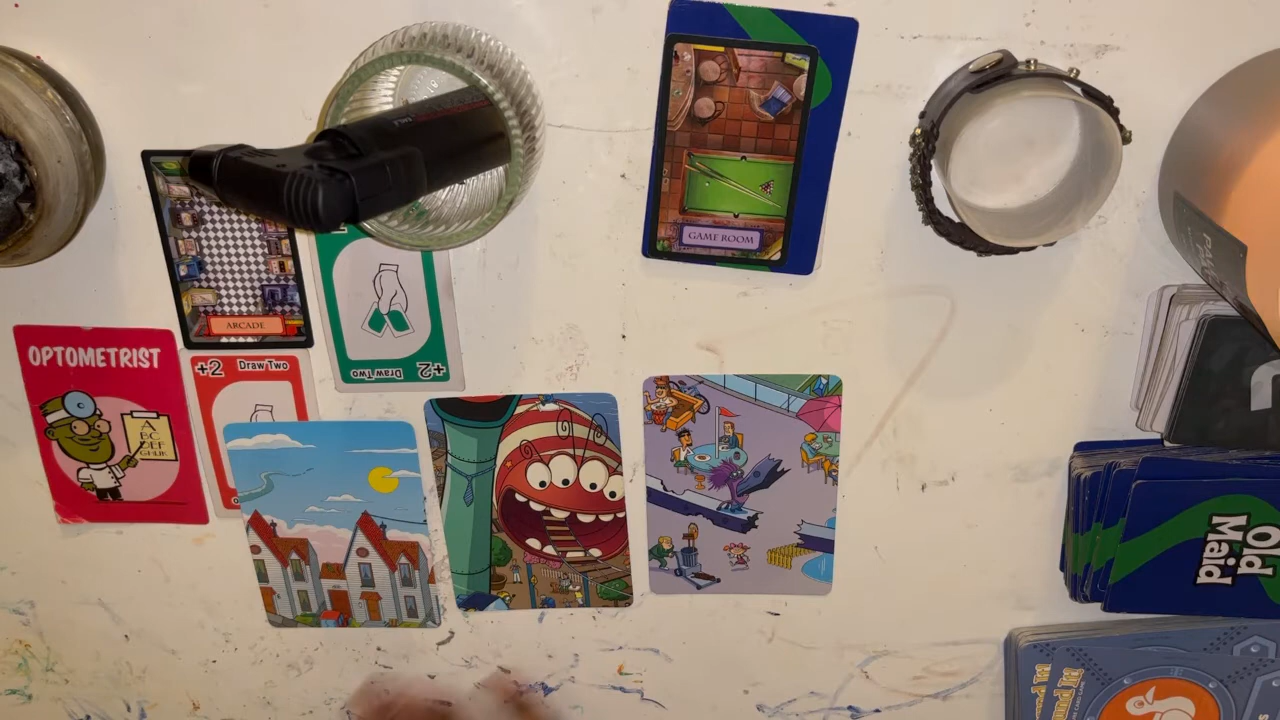 GAME ROOM
ARCADE
+2 Draw Two
OPTOMETRIST
A
BC
DEF
GHIJK
+2 Draw Two
Old
Maid